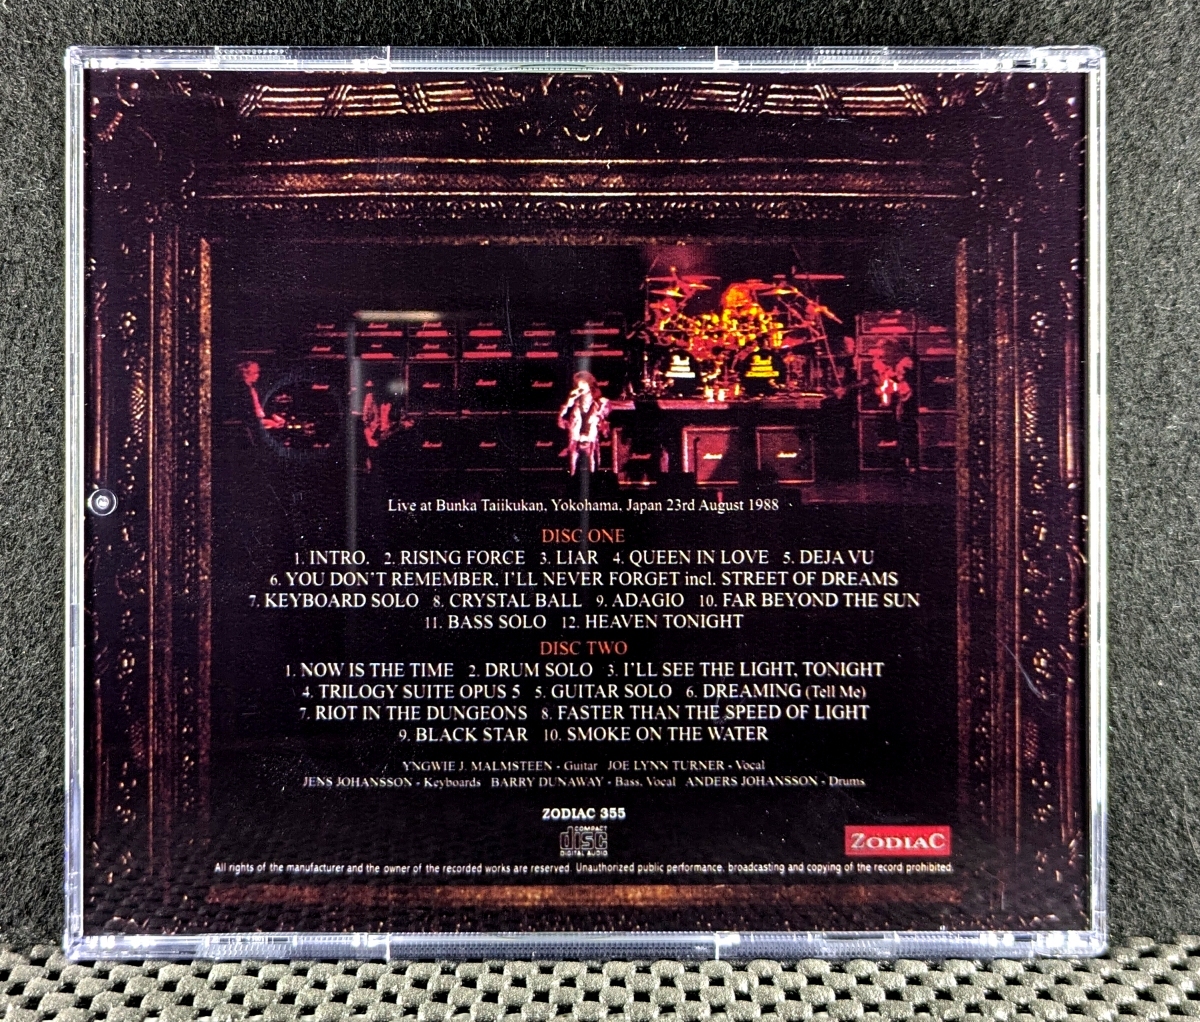 Live at Bunka Taiikukan, Yokohama, Japan 23rd August 1988
DISC ONE
1. INTRO. 2. RISING FORCE 3. LIAR 4. QUEEN IN LOVE 5. DEJA VU
6. YOU DON'T REMEMBER, I'LL NEVER FORGET incl. STREET OF DREAMS
7. KEYBOARD SOLO 8. CRYSTAL BALL 9. ADAGIO 10. FAR BEYOND THE SUN
11. BASS SOLO 12. HEAVEN TONIGHT
DISC TWO
1. NOW IS THE TIME 2. DRUM SOLO 3. I'LL SEE THE LIGHT, TONIGHT
4. TRILOGY SUITE OPUS 5 5. GUITAR SOLO 6. DREAMING (Tell Me)
7. RIOT IN THE DUNGEONS 8. FASTER THAN THE SPEED OF LIGHT
9. BLACK STAR 10. SMOKE ON THE WATER
YNGWIE J. MALMSTEEN - Guitar JOE LYNN TURNER - Vocal
JENS JOHANSSON - Keyboards BARRY DUNAWAY - Bass, Vocal ANDERS JOHANSSON - Drums
ZODIAC 355
COMPACT
disc
DIGITAL AUDIO
ZODIAC
All rights of the manufacturer and the owner of the recorded works are reserved. Unauthorized public performance, broadcasting and copying of the record prohibited.